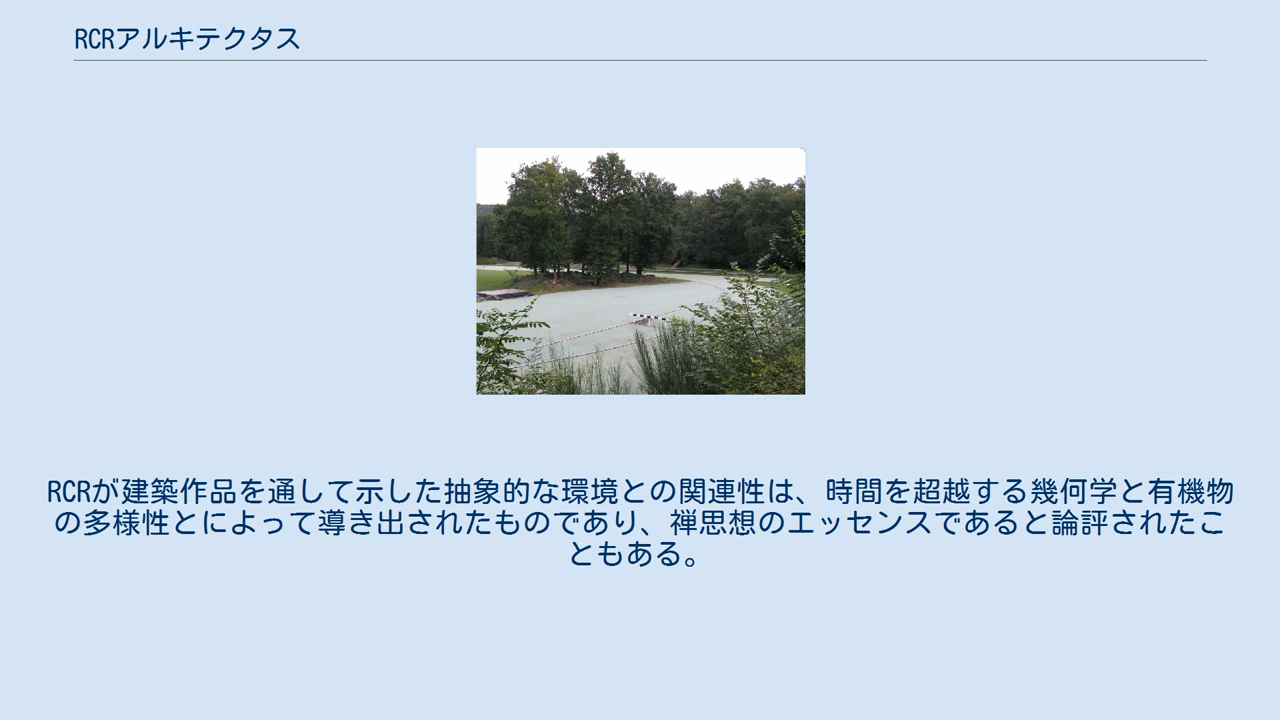 RCRアルキテクタス
RCRが建築作品を通して示した抽象的な環境との関連性は、時間を超越する幾何学と有機物
の多様性とによって導き出されたものであり、禅思想のエッセンスであると論評されたこ
ともある。